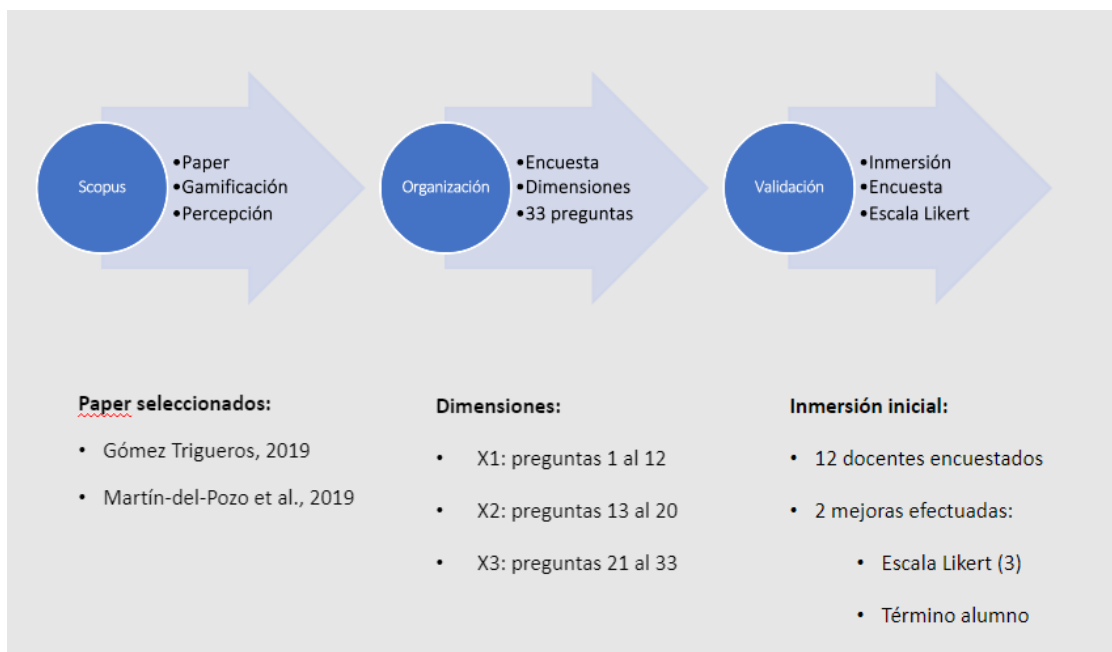 Scopus
•Paper
•Gamificación
•Percepción
Organización
•Encuesta
•Dimensiones
•33 preguntas
Validación
•Inmersión
•Encuesta
•Escala Likert
Paper seleccionados:
• Gómez Trigueros, 2019
• Martín-del-Pozo et al., 2019
Dimensiones:
• X1: preguntas 1 al 12
• X2: preguntas 13 al 20
• X3: preguntas 21 al 33
Inmersión inicial:
• 12 docentes encuestados
• 2 mejoras efectuadas:
• Escala Likert (3)
• Término alumno